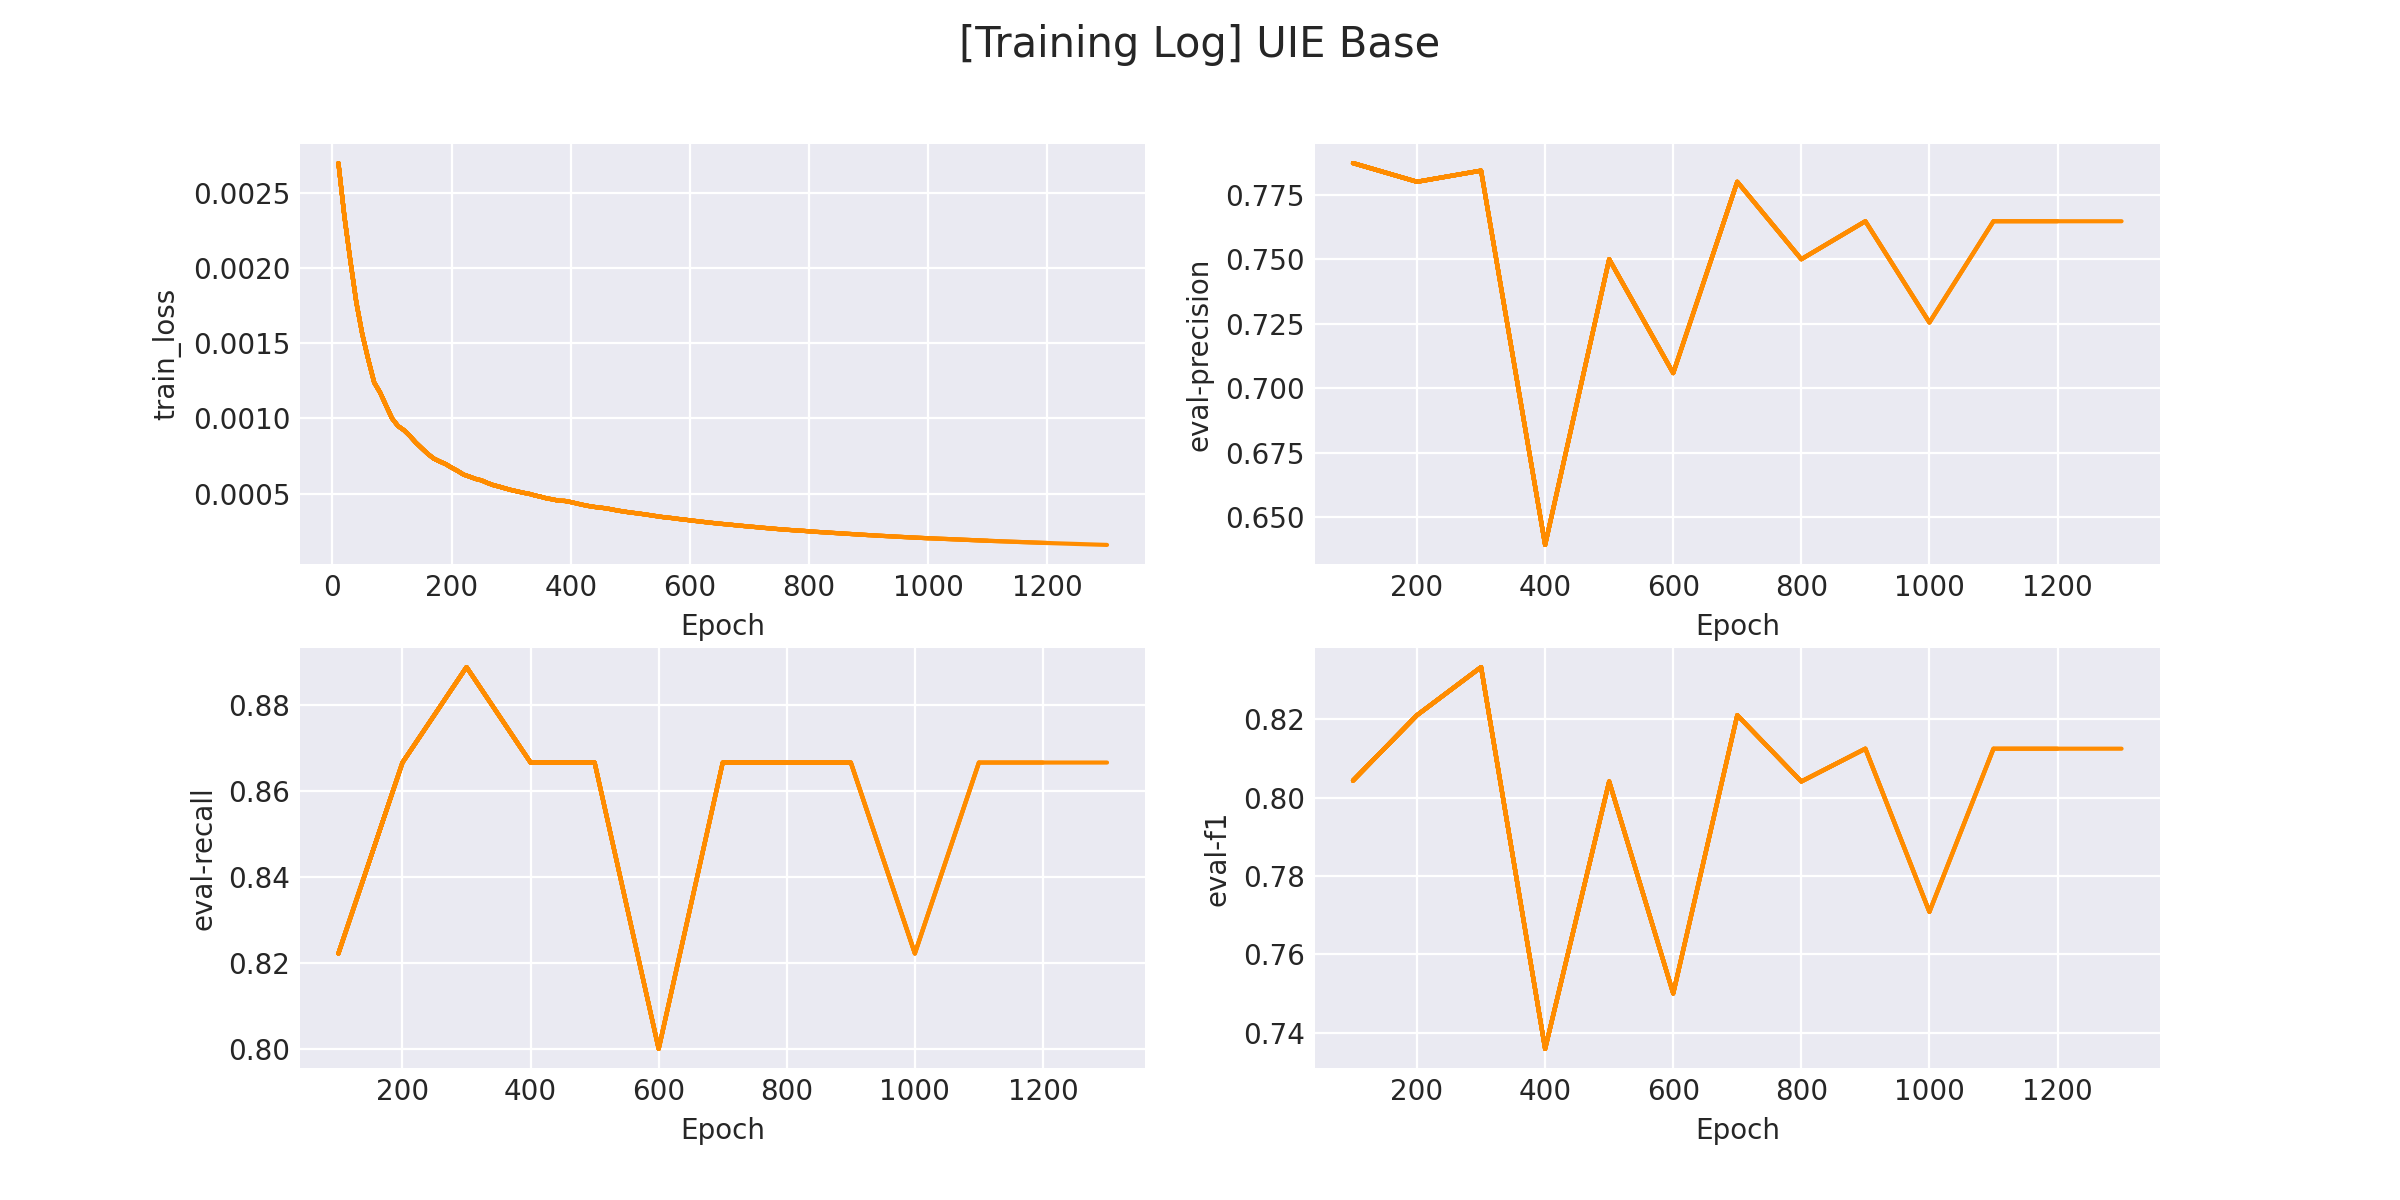 [Training Log] UIE Base
train_loss
0.0025
0.0020
0.0015
0.0010
0.0005
0 200 400 600 800 1000 1200
Epoch
eval-precision
0.775
0.750
0.725
0.700
0.675
0.650
200 400 600 800 1000 1200
Epoch
eval-recall
0.88
0.86
0.84
0.82
0.80
200 400 600 800 1000 1200
Epoch
eval-f1
0.82
0.80
0.78
0.76
0.74
200 400 600 800 1000 1200
Epoch